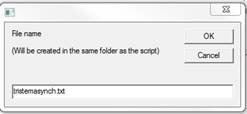 File name
OK
(Will be created in the same folder as the script)
Cancel
tristemasynch.txt